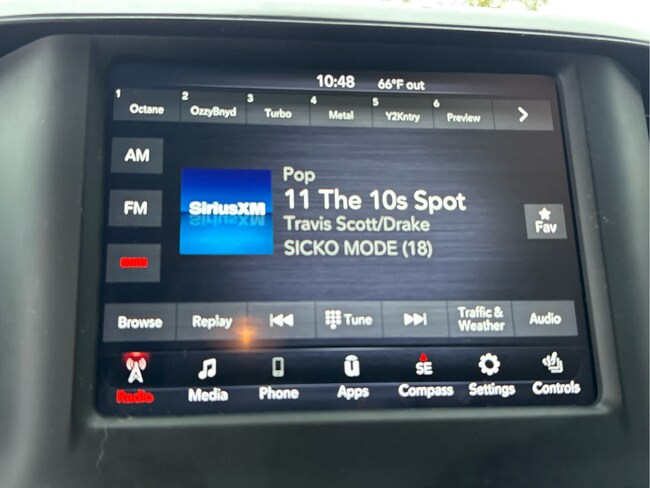 10:48 66°F out
1 Octane 2 OzzyBnyd 3 Turbo 4 Metal 5 Y2Kntry 6 Preview
AM
FM
SiriusXM
Pop
11 The 10s Spot
Travis Scott/Drake
SICKO MODE (18)
Fav
Browse Replay Tune Traffic & Weather Audio
Radio Media Phone Apps SE Compass Settings Controls